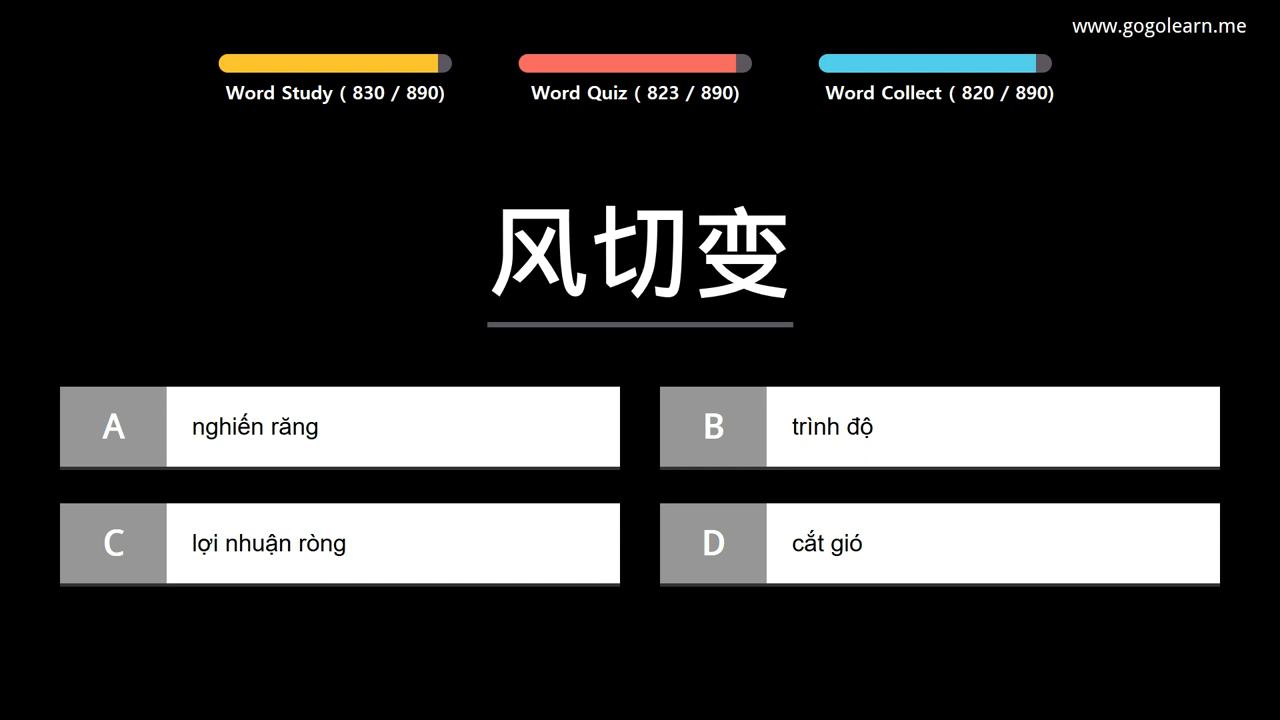 www.gogolearn.me
Word Study ( 830 / 890)
Word Quiz ( 823 / 890)
Word Collect ( 820 / 890)
风切变
A nghiến răng
B trình độ
C lợi nhuận ròng
D cắt gió